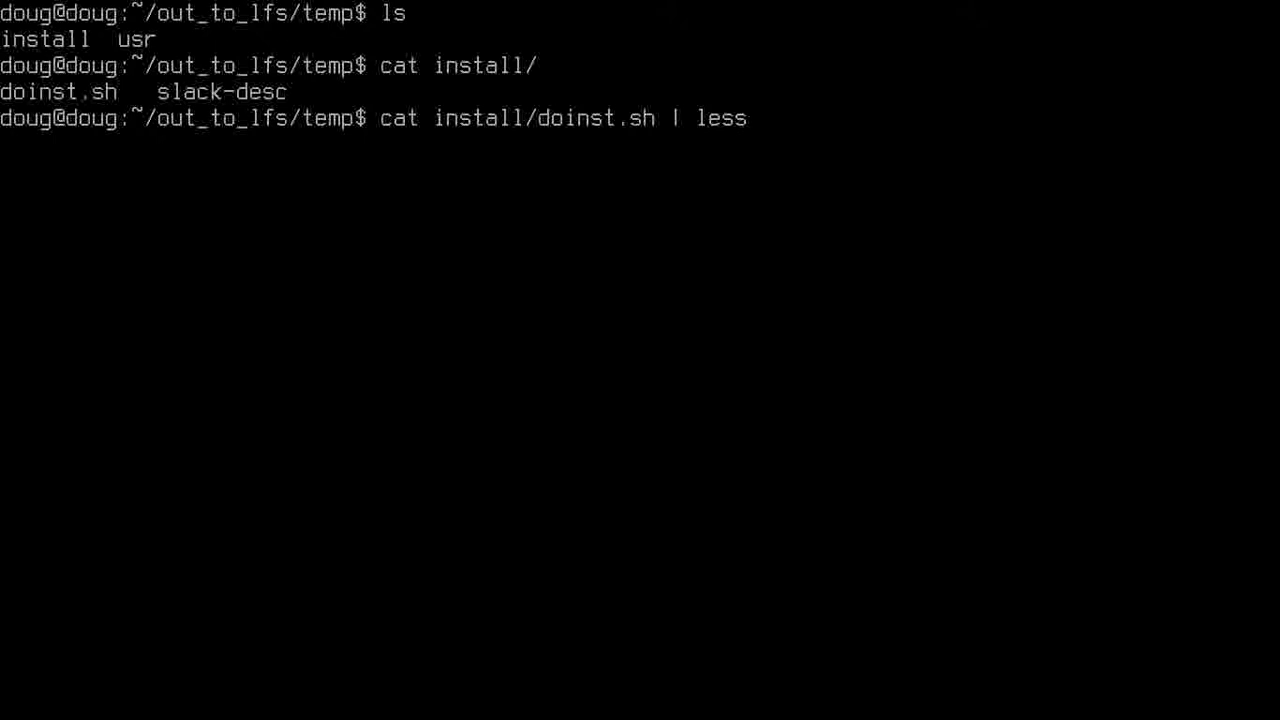 doug@doug:~/out_to_lfs/temp$ ls
install  usr
doug@doug:~/out_to_lfs/temp$ cat install/
doinst.sh   slack-desc
doug@doug:~/out_to_lfs/temp$ cat install/doinst.sh | less